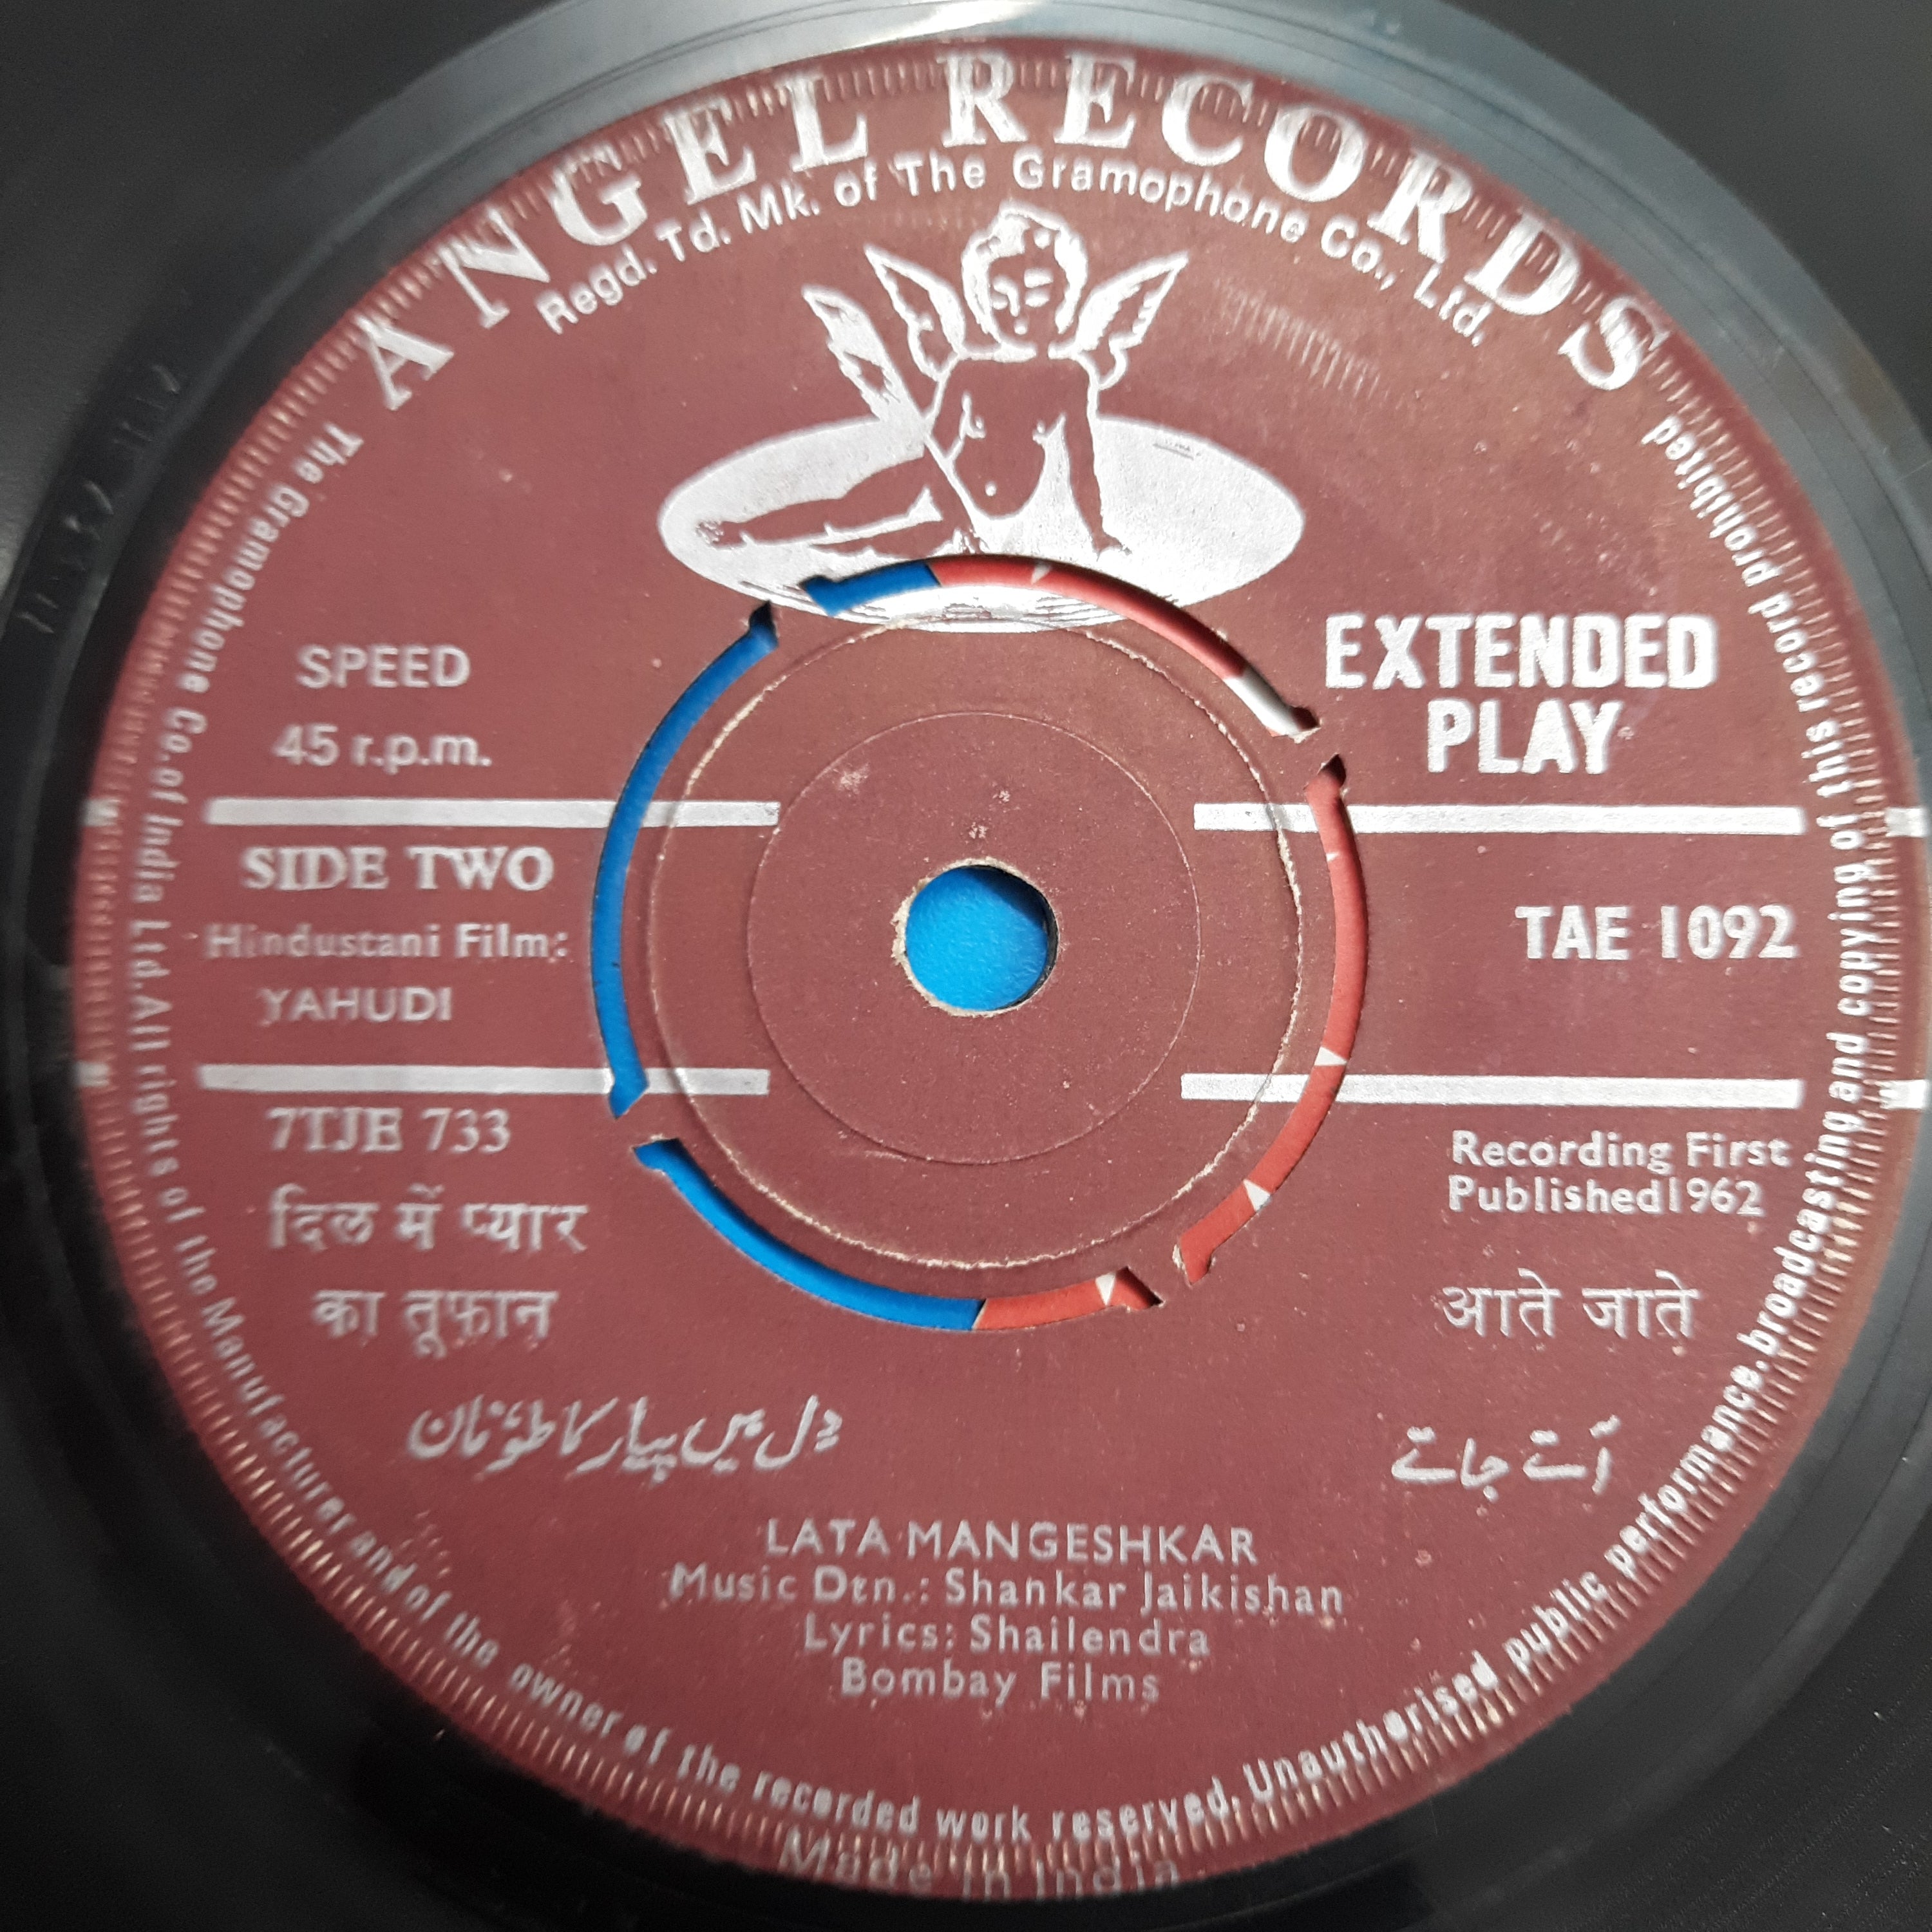 ANGEL RECORDS
Regd. Td. Mk. of The Gramophone Co., Ltd.
SPEED
45 r.p.m.
EXTENDED
PLAY
SIDE TWO
Hindustani Film:
YAHUDI
TAE 1092
7TJE 733
Recording First
Published1962
दिल में प्यार
का तूफ़ान
आते जाते
دل میں پیار کا طوفان
آتے جاتے
LATA MANGESHKAR
Music Dtn.: Shankar Jaikishan
Lyrics: Shailendra
Bombay Films
The Gramophone Co. of India Ltd. All rights of the Manufacturer and of the owner of the recorded work reserved. Unauthorised public performance. broadcasting and copying of this record prohibited
Made in India